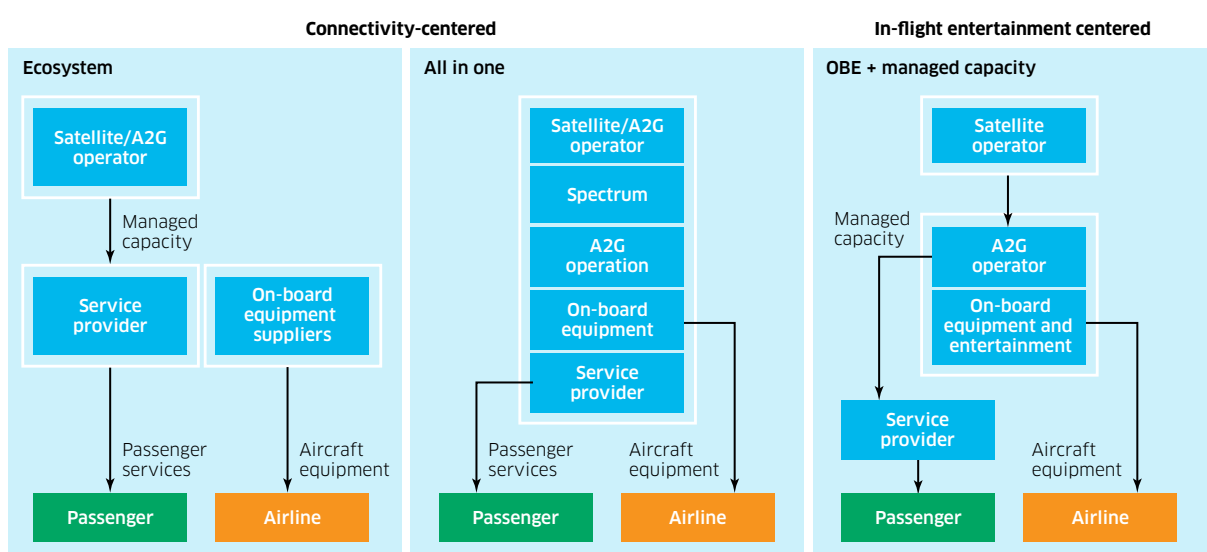 Connectivity-centered
In-flight entertainment centered
Ecosystem
Satellite/A2G
operator
Managed
capacity
Service
provider
On-board
equipment
suppliers
Passenger
services
Aircraft
equipment
Passenger
Airline
All in one
Satellite/A2G
operator
Spectrum
A2G
operation
On-board
equipment
Service
provider
Passenger
services
Aircraft
equipment
Passenger
Airline
OBE + managed capacity
Satellite
operator
Managed
capacity
A2G
operator
On-board
equipment and
entertainment
Service
provider
Aircraft
equipment
Passenger
Airline